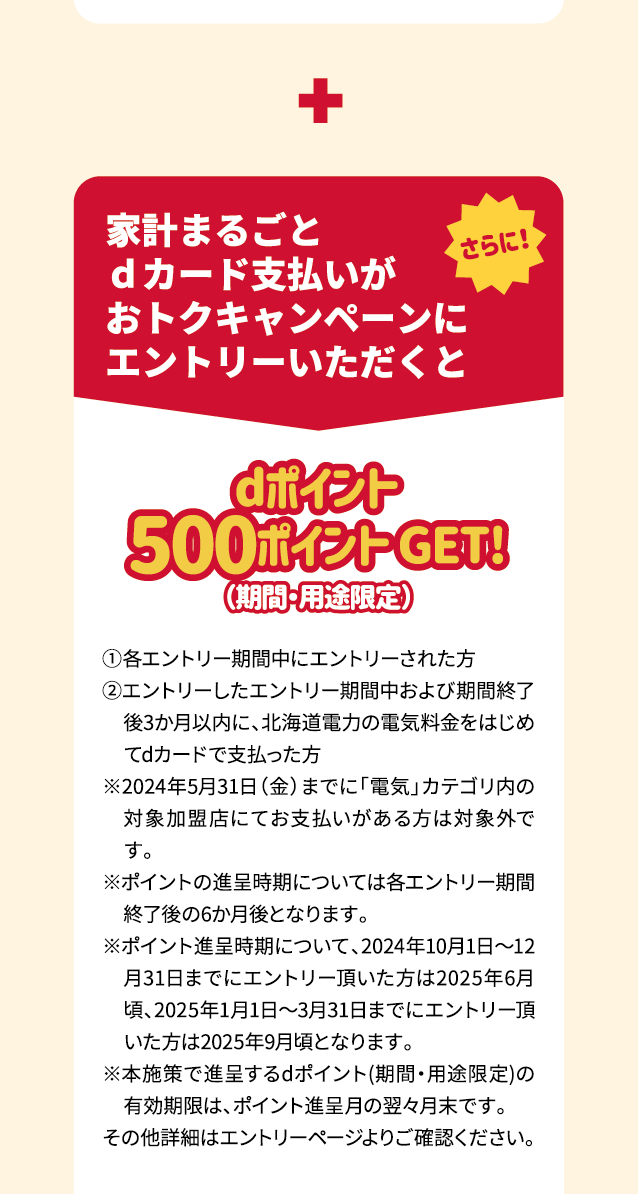 家計まるごと
dカード支払いが
おトクキャンペーンに
エントリーいただくと
さらに!
dポイント
500ポイントGET!
(期間・用途限定)
①各エントリー期間中にエントリーされた方
②エントリーしたエントリー期間中および期間終了
後3か月以内に、北海道電力の電気料金をはじめ
てdカードで支払った方
※2024年5月31日(金)までに「電気」カテゴリ内の
対象加盟店にてお支払いがある方は対象外で
す。
※ポイントの進呈時期については各エントリー期間
終了後の6か月後となります。
※ポイント進呈時期について、2024年10月1日〜12
月31日までにエントリー頂いた方は2025年6月
頃、2025年1月1日〜3月31日までにエントリー頂
いた方は2025年9月頃となります。
※本施策で進呈するdポイント(期間・用途限定)の
有効期限は、ポイント進呈月の翌々月末です。
その他詳細はエントリーページよりご確認ください。